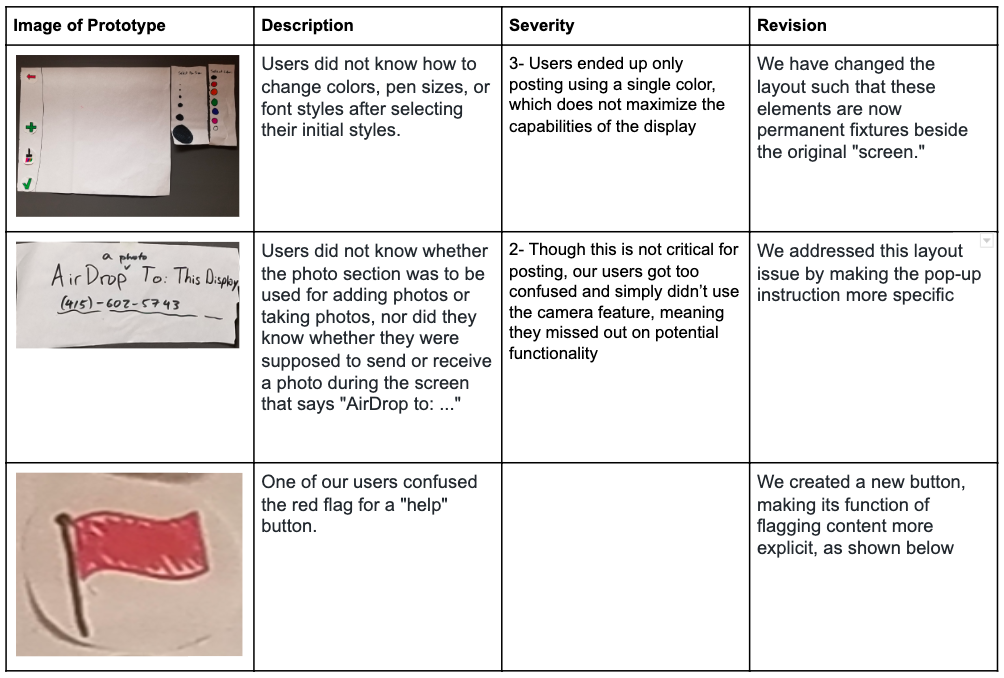 Image of Prototype
Description
Severity
Revision
Users did not know how to
change colors, pen sizes, or
font styles after selecting
their initial styles.
3- Users ended up only
posting using a single color,
which does not maximize the
capabilities of the display
We have changed the
layout such that these
elements are now
permanent fixtures beside
the original "screen."
a photo
AirDrop To: This Display
(415)-602-5743
Users did not know whether
the photo section was to be
used for adding photos or
taking photos, nor did they
know whether they were
supposed to send or receive
a photo during the screen
that says "AirDrop to: ..."
2- Though this is not critical for
posting, our users got too
confused and simply didn’t use
the camera feature, meaning
they missed out on potential
functionality
We addressed this layout
issue by making the pop-up
instruction more specific
One of our users confused
the red flag for a "help"
button.
We created a new button,
making its function of
flagging content more
explicit, as shown below